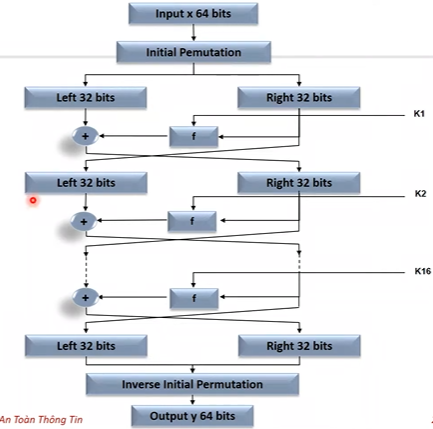 Input x 64 bits
Initial Pemutation
Left 32 bits
Right 32 bits
K1
+
f
Left 32 bits
Right 32 bits
K2
+
f
K16
+
f
Left 32 bits
Right 32 bits
Inverse Initial Permutation
An Toàn Thông Tin
Output y 64 bits